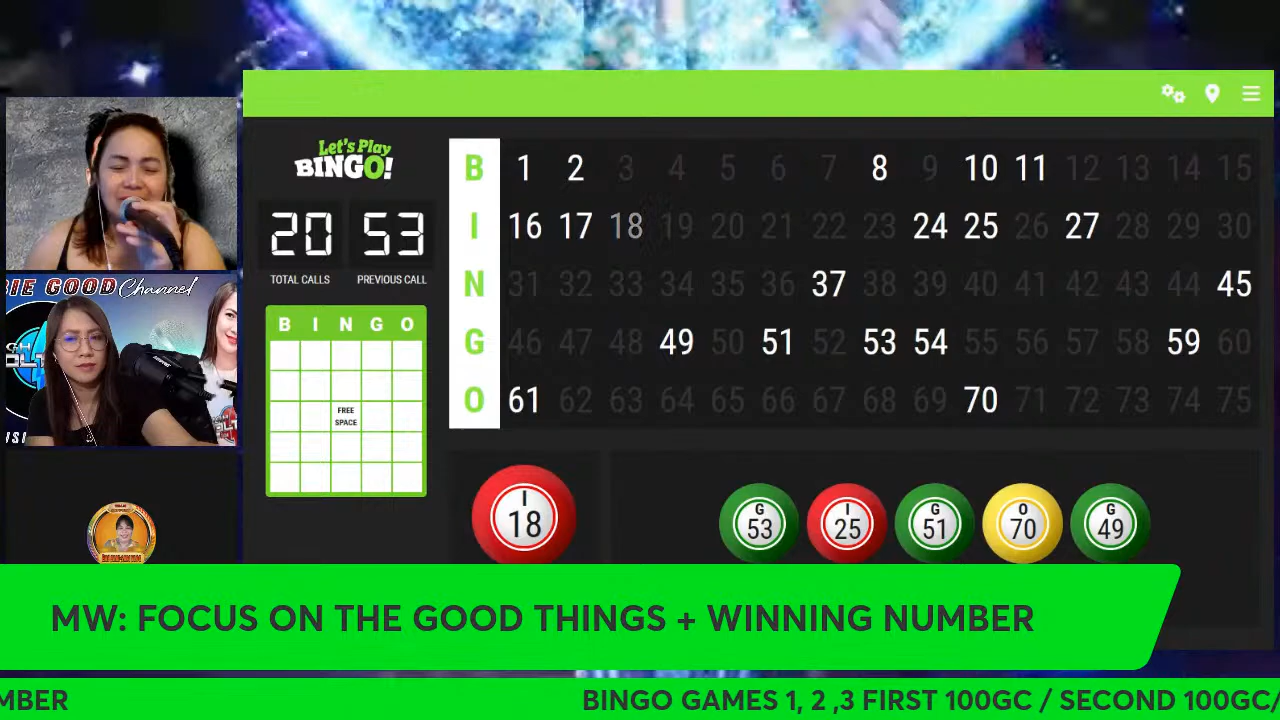 Let's Play
BINGO!
20 53
TOTAL CALLS PREVIOUS CALL
B I N G O
FREE
SPACE
B 1 2 3 4 5 6 7 8 9 10 11 12 13 14 15
I 16 17 18 19 20 21 22 23 24 25 26 27 28 29 30
N 31 32 33 34 35 36 37 38 39 40 41 42 43 44 45
G 46 47 48 49 50 51 52 53 54 55 56 57 58 59 60
O 61 62 63 64 65 66 67 68 69 70 71 72 73 74 75
GOOD Channel
I
18
G I G O G
53 25 51 70 49
MW: FOCUS ON THE GOOD THINGS + WINNING NUMBER
MBER BINGO GAMES 1, 2 ,3 FIRST 100GC / SECOND 100GC/